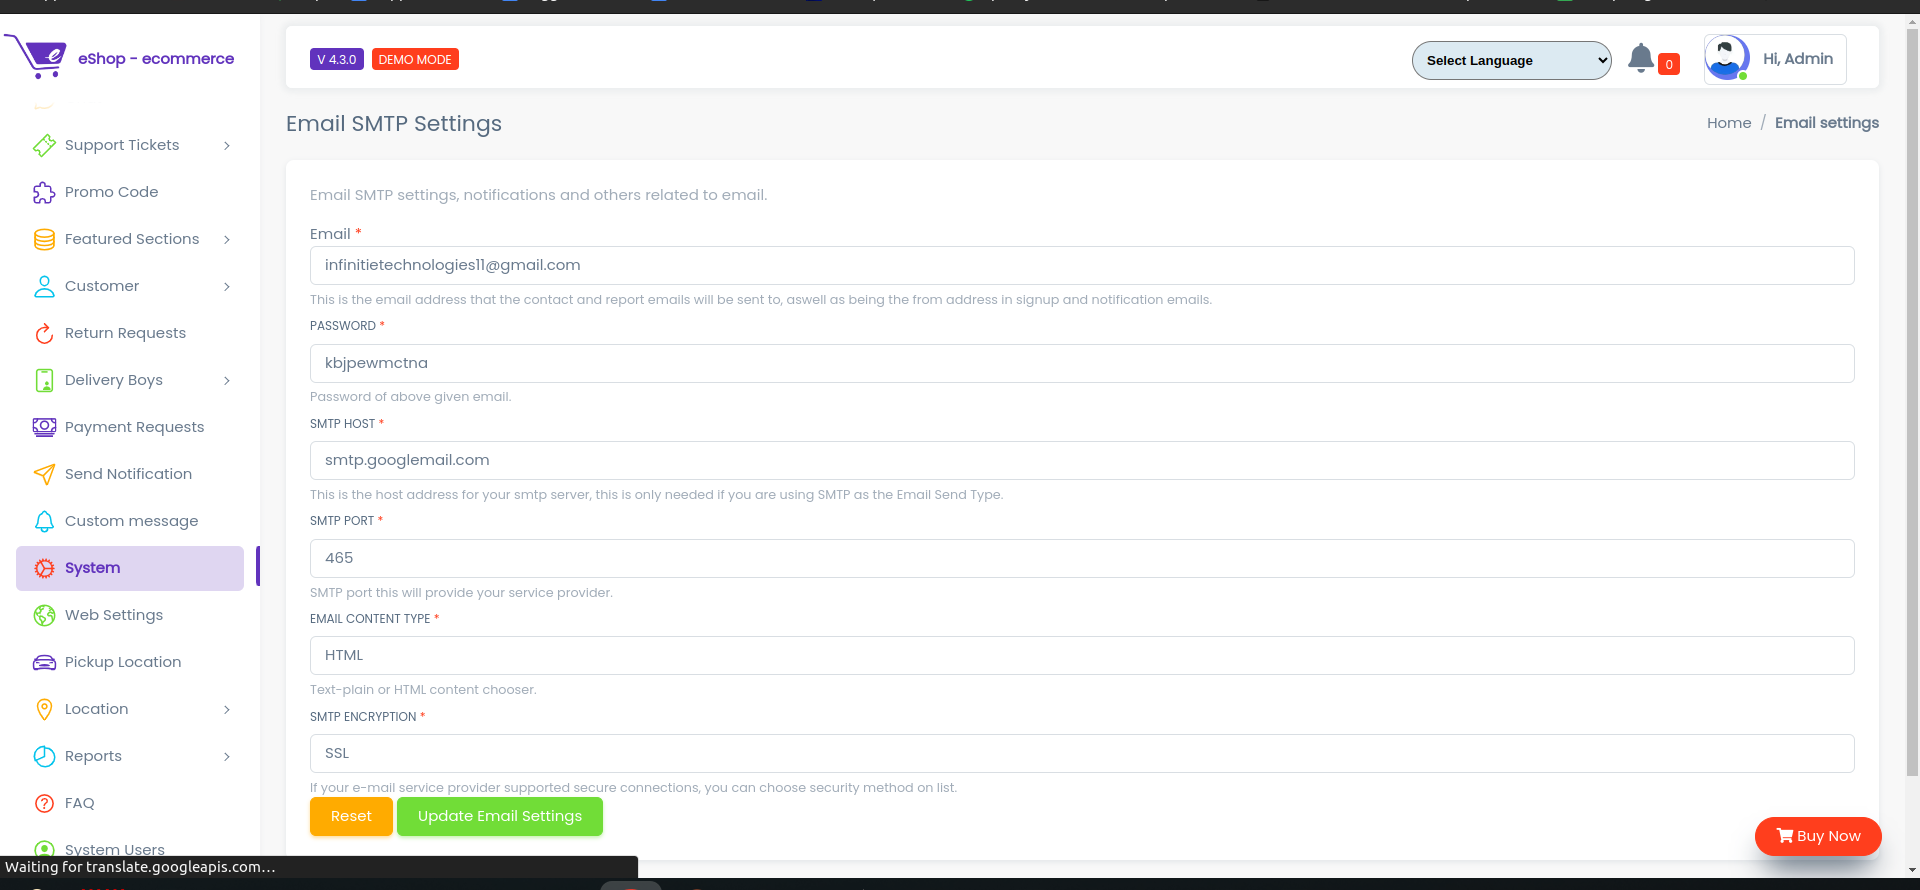 eShop - ecommerce
V 4.3.0
DEMO MODE
Select Language
0
Hi, Admin
Support Tickets
Promo Code
Featured Sections
Customer
Return Requests
Delivery Boys
Payment Requests
Send Notification
Custom message
System
Web Settings
Pickup Location
Location
Reports
FAQ
System Users
Email SMTP Settings
Home / Email settings
Email SMTP settings, notifications and others related to email.
Email *
infinitietechnologies11@gmail.com
This is the email address that the contact and report emails will be sent to, aswell as being the from address in signup and notification emails.
PASSWORD *
kbjpewmctna
Password of above given email.
SMTP HOST *
smtp.googlemail.com
This is the host address for your smtp server, this is only needed if you are using SMTP as the Email Send Type.
SMTP PORT *
465
SMTP port this will provide your service provider.
EMAIL CONTENT TYPE *
HTML
Text-plain or HTML content chooser.
SMTP ENCRYPTION *
SSL
If your e-mail service provider supported secure connections, you can choose security method on list.
Reset
Update Email Settings
Buy Now
Waiting for translate.googleapis.com...